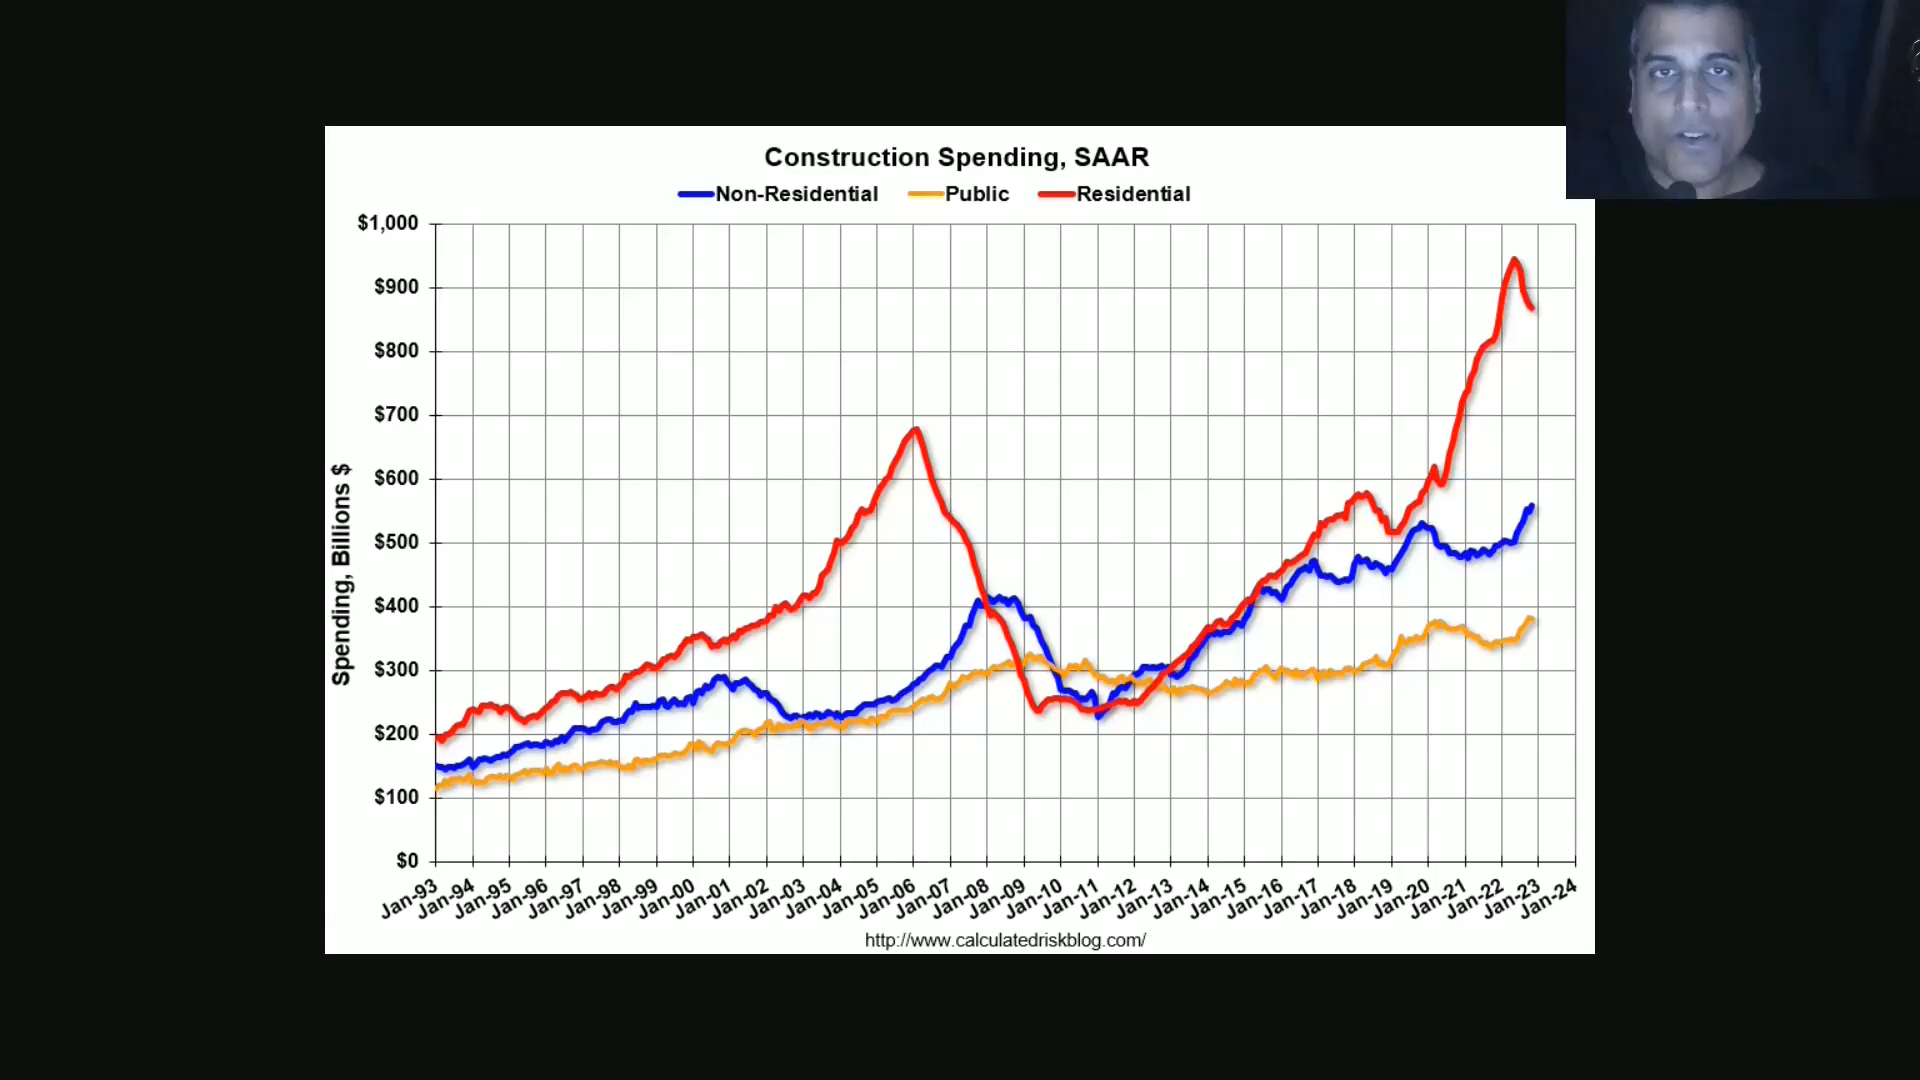 Construction Spending, SAAR
Non-Residential Public Residential
$1,000
$900
$800
$700
$600
$500
$400
$300
$200
$100
$0
Spending, Billions $
Jan-93 Jan-94 Jan-95 Jan-96 Jan-97 Jan-98 Jan-99 Jan-00 Jan-01 Jan-02 Jan-03 Jan-04 Jan-05 Jan-06 Jan-07 Jan-08 Jan-09 Jan-10 Jan-11 Jan-12 Jan-13 Jan-14 Jan-15 Jan-16 Jan-17 Jan-18 Jan-19 Jan-20 Jan-21 Jan-22 Jan-23 Jan-24
http://www.calculatedriskblog.com/